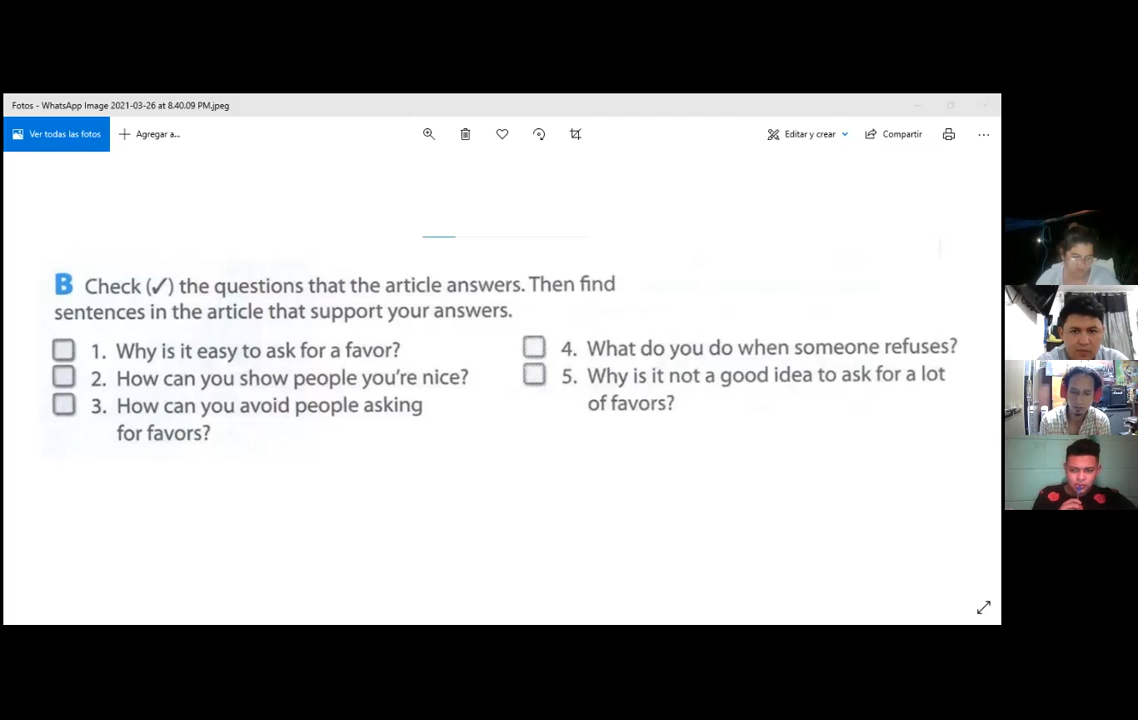 Fotos - WhatsApp Image 2021-03-26 at 8.40.09 PM.jpeg
Ver todas las fotos
Agregar a...
Editar y crear
Compartir
B Check (✓) the questions that the article answers. Then find
sentences in the article that support your answers.
1. Why is it easy to ask for a favor?
2. How can you show people you're nice?
3. How can you avoid people asking
for favors?
4. What do you do when someone refuses?
5. Why is it not a good idea to ask for a lot
of favors?